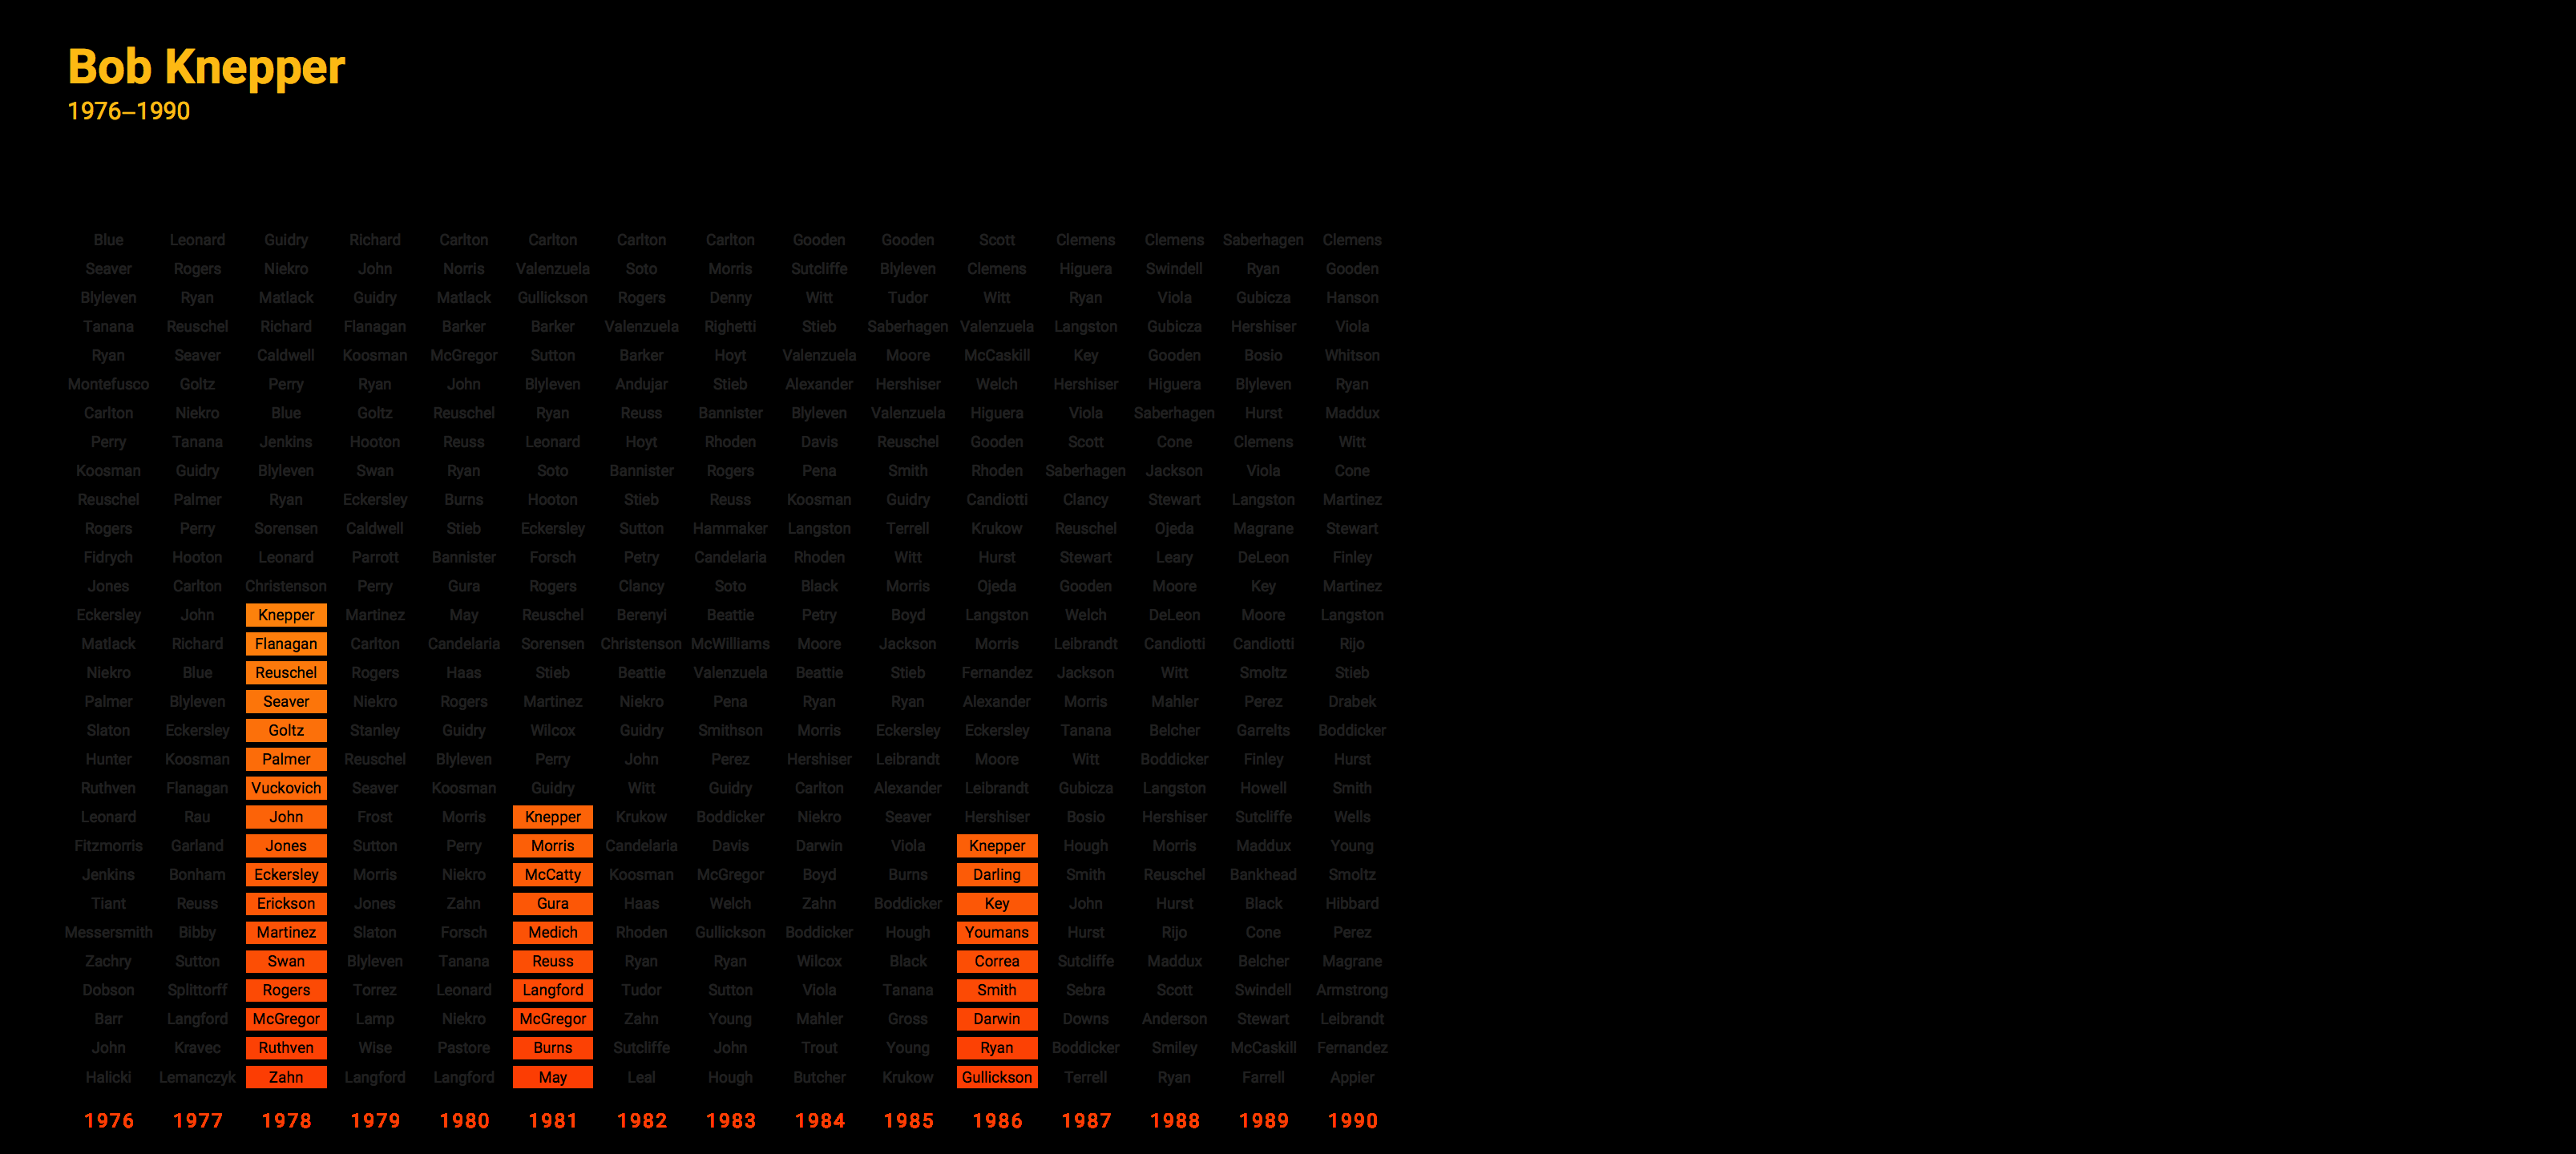 Bob Knepper
1976–1990
Blue Leonard Guidry Richard Carlton Carlton Carlton Carlton Gooden Gooden Scott Clemens Clemens Saberhagen Clemens
Seaver Rogers Niekro John Norris Valenzuela Soto Morris Sutcliffe Blyleven Clemens Higuera Swindell Ryan Gooden
Blyleven Ryan Matlack Guidry Matlack Gullickson Rogers Denny Witt Tudor Witt Ryan Viola Gubicza Hanson
Tanana Reuschel Richard Flanagan Barker Barker Valenzuela Righetti Stieb Saberhagen Valenzuela Langston Gubicza Hershiser Viola
Ryan Seaver Caldwell Koosman McGregor Sutton Barker Hoyt Valenzuela Moore McCaskill Key Gooden Bosio Whitson
Montefusco Goltz Perry Ryan John Blyleven Andujar Stieb Alexander Hershiser Welch Hershiser Higuera Blyleven Ryan
Carlton Niekro Blue Goltz Reuschel Ryan Reuss Bannister Blyleven Valenzuela Higuera Viola Saberhagen Hurst Maddux
Perry Tanana Jenkins Hooton Reuss Leonard Hoyt Rhoden Davis Reuschel Gooden Scott Cone Clemens Witt
Koosman Guidry Blyleven Swan Ryan Soto Bannister Rogers Pena Smith Rhoden Saberhagen Jackson Viola Cone
Reuschel Palmer Ryan Eckersley Burns Hooton Stieb Reuss Koosman Guidry Candiotti Clancy Stewart Langston Martinez
Rogers Perry Sorensen Caldwell Stieb Eckersley Sutton Hammaker Langston Terrell Krukow Reuschel Ojeda Magrane Stewart
Fidrych Hooton Leonard Parrott Bannister Forsch Petry Candelaria Rhoden Witt Hurst Stewart Leary DeLeon Finley
Jones Carlton Christenson Perry Gura Rogers Clancy Soto Black Morris Ojeda Gooden Moore Key Martinez
Eckersley John Knepper Martinez May Reuschel Berenyi Beattie Petry Boyd Langston Welch DeLeon Moore Langston
Matlack Richard Flanagan Carlton Candelaria Sorensen Christenson McWilliams Moore Jackson Morris Leibrandt Candiotti Candiotti Rijo
Niekro Blue Reuschel Rogers Haas Stieb Beattie Valenzuela Beattie Stieb Fernandez Jackson Witt Smoltz Stieb
Palmer Blyleven Seaver Niekro Rogers Martinez Niekro Pena Ryan Ryan Alexander Morris Mahler Perez Drabek
Slaton Eckersley Goltz Stanley Guidry Wilcox Guidry Smithson Morris Eckersley Eckersley Tanana Belcher Garrelts Boddicker
Hunter Koosman Palmer Reuschel Blyleven Perry John Perez Hershiser Leibrandt Moore Witt Boddicker Finley Hurst
Ruthven Flanagan Vuckovich Seaver Koosman Guidry Witt Guidry Carlton Alexander Leibrandt Gubicza Langston Howell Smith
Leonard Rau John Frost Morris Knepper Krukow Boddicker Niekro Seaver Hershiser Bosio Hershiser Sutcliffe Wells
Fitzmorris Garland Jones Sutton Perry Morris Candelaria Davis Darwin Viola Knepper Hough Morris Maddux Young
Jenkins Bonham Eckersley Morris Niekro McCatty Koosman McGregor Boyd Burns Darling Smith Reuschel Bankhead Smoltz
Tiant Reuss Erickson Jones Zahn Gura Haas Welch Zahn Boddicker Key John Hurst Black Hibbard
Messersmith Bibby Martinez Slaton Forsch Medich Rhoden Gullickson Boddicker Hough Youmans Hurst Rijo Cone Perez
Zachry Sutton Swan Blyleven Tanana Reuss Ryan Ryan Wilcox Black Correa Sutcliffe Maddux Belcher Magrane
Dobson Splittorff Rogers Torrez Leonard Langford Tudor Sutton Viola Tanana Smith Sebra Scott Swindell Armstrong
Barr Langford McGregor Lamp Niekro McGregor Zahn Young Mahler Gross Darwin Downs Anderson Stewart Leibrandt
John Kravec Ruthven Wise Pastore Burns Sutcliffe John Trout Young Ryan Boddicker Smiley McCaskill Fernandez
Halicki Lemanczyk Zahn Langford Langford May Leal Hough Butcher Krukow Gullickson Terrell Ryan Farrell Appier
1976 1977 1978 1979 1980 1981 1982 1983 1984 1985 1986 1987 1988 1989 1990